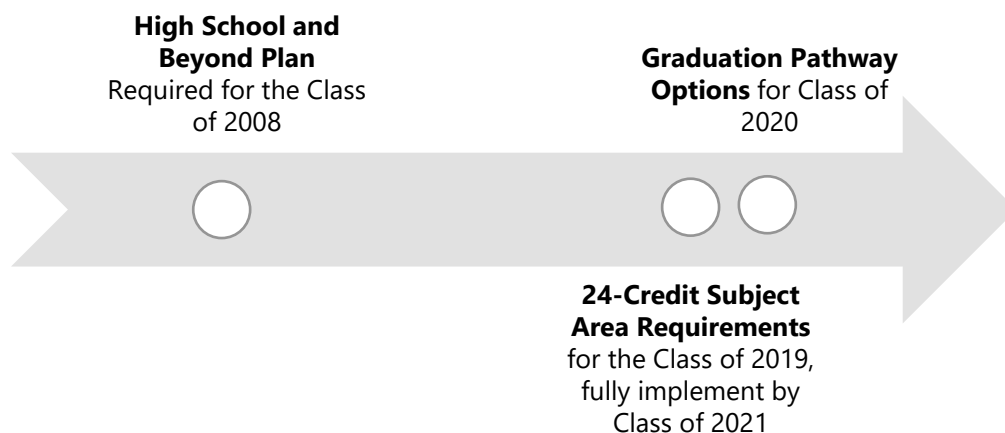 High School and
Beyond Plan
Required for the Class
of 2008
Graduation Pathway
Options for Class of
2020
24-Credit Subject
Area Requirements
for the Class of 2019,
fully implement by
Class of 2021